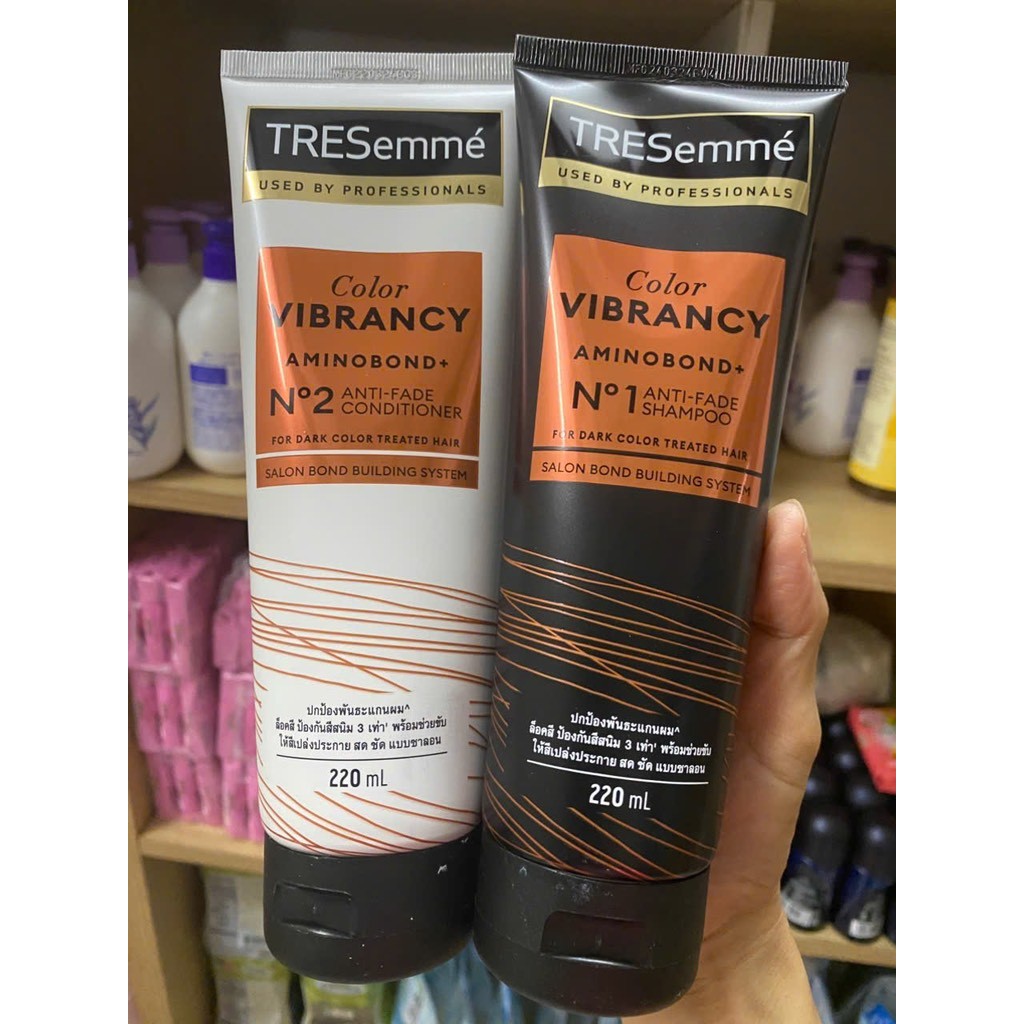 TRESemmé
USED BY PROFESSIONALS
Color
VIBRANCY
AMINOBOND+
Nº2 ANTI-FADE
CONDITIONER
FOR DARK COLOR TREATED HAIR
SALON BOND BUILDING SYSTEM
ปกป้องพันธะแกนผม^
ล็อคสี ป้องกันสีสนิม 3 เท่า' พร้อมช่วยขับ
ให้สีเปล่งประกาย สด ชัด แบบซาลอน
220 mL
TRESemmé
USED BY PROFESSIONALS
Color
VIBRANCY
AMINOBOND+
Nº1 ANTI-FADE
SHAMPOO
FOR DARK COLOR TREATED HAIR
SALON BOND BUILDING SYSTEM
ปกป้องพันธะแกนผม^
ล็อคสี ป้องกันสีสนิม 3 เท่า' พร้อมช่วยขับ
ให้สีเปล่งประกาย สด ชัด แบบซาลอน
220 mL